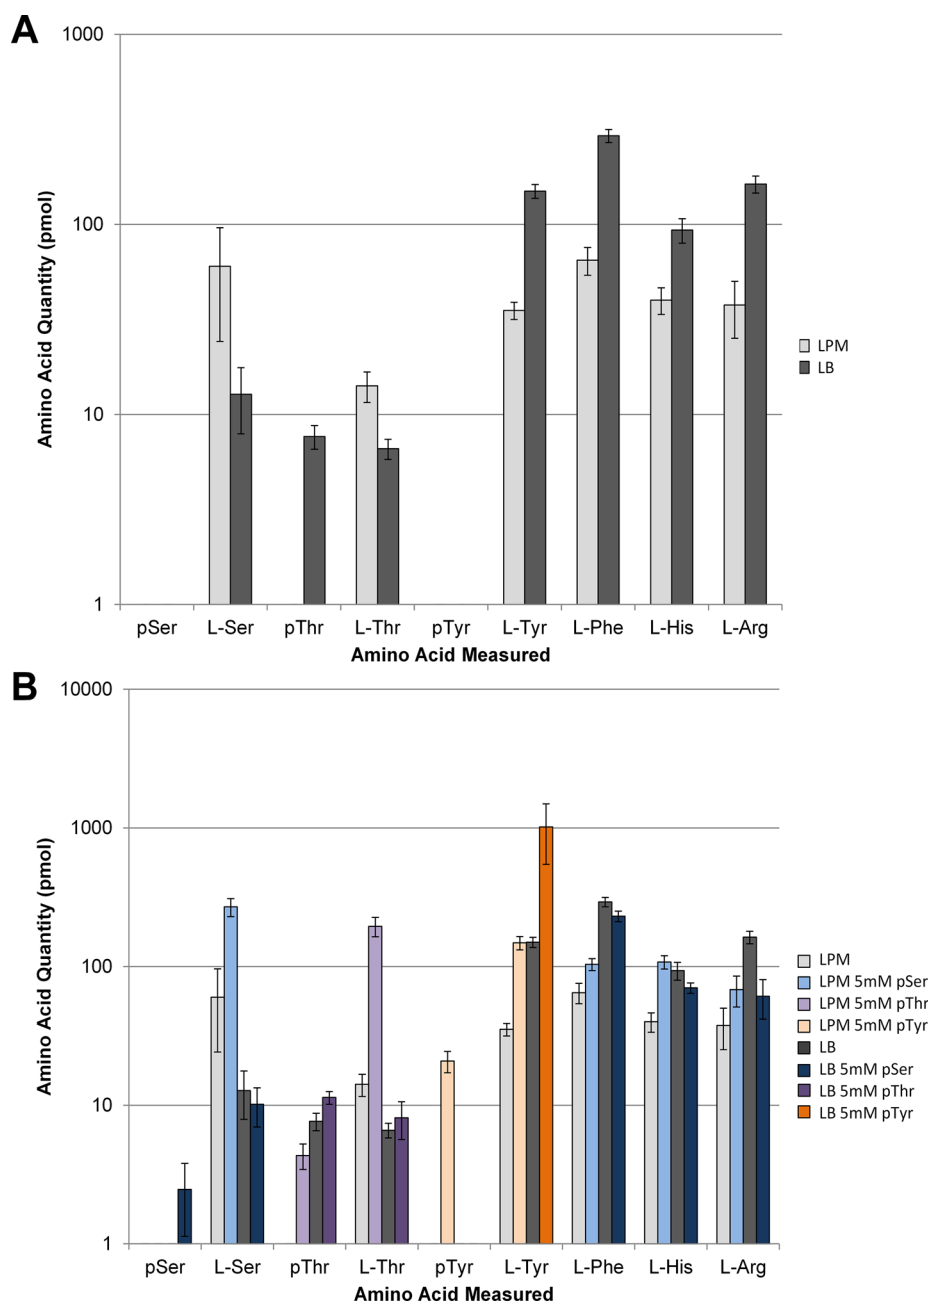 A
Amino Acid Quantity (pmol)
1000
100
10
1
pSer L-Ser pThr L-Thr pTyr L-Tyr L-Phe L-His L-Arg
Amino Acid Measured
LPM
LB
B
Amino Acid Quantity (pmol)
10000
1000
100
10
1
pSer L-Ser pThr L-Thr pTyr L-Tyr L-Phe L-His L-Arg
Amino Acid Measured
LPM
LPM 5mM pSer
LPM 5mM pThr
LPM 5mM pTyr
LB
LB 5mM pSer
LB 5mM pThr
LB 5mM pTyr